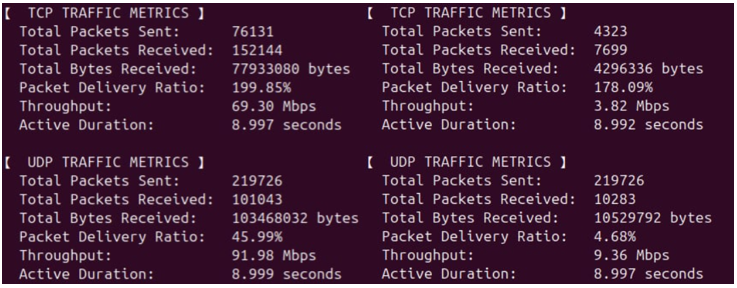 【  TCP TRAFFIC METRICS 】
Total Packets Sent:      76131
Total Packets Received:  152144
Total Bytes Received:    77933080 bytes
Packet Delivery Ratio:   199.85%
Throughput:              69.30 Mbps
Active Duration:         8.997 seconds
【  UDP TRAFFIC METRICS 】
Total Packets Sent:      219726
Total Packets Received:  101043
Total Bytes Received:    103468032 bytes
Packet Delivery Ratio:   45.99%
Throughput:              91.98 Mbps
Active Duration:         8.999 seconds
【  TCP TRAFFIC METRICS 】
Total Packets Sent:      4323
Total Packets Received:  7699
Total Bytes Received:    4296336 bytes
Packet Delivery Ratio:   178.09%
Throughput:              3.82 Mbps
Active Duration:         8.992 seconds
【  UDP TRAFFIC METRICS 】
Total Packets Sent:      219726
Total Packets Received:  10283
Total Bytes Received:    10529792 bytes
Packet Delivery Ratio:   4.68%
Throughput:              9.36 Mbps
Active Duration:         8.997 seconds